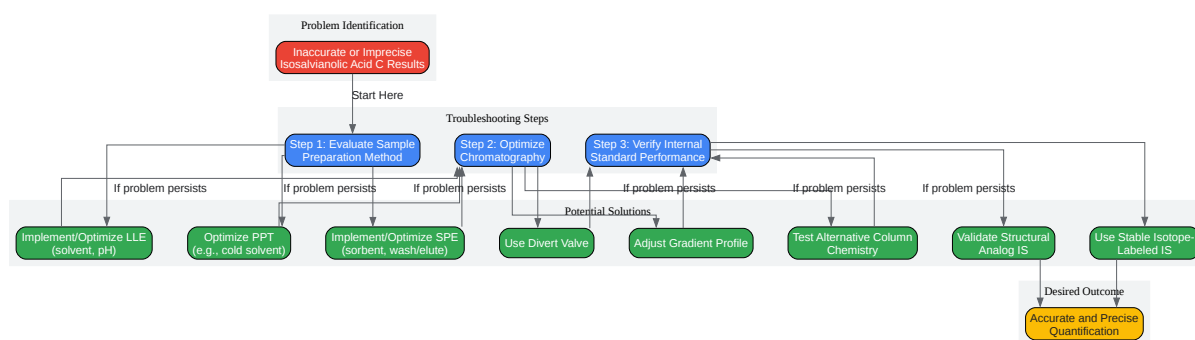 Problem Identification
Inaccurate or Imprecise
Isosalvianolic Acid C Results
Start Here
Troubleshooting Steps
Step 1: Evaluate Sample
Preparation Method
Step 2: Optimize
Chromatography
Step 3: Verify Internal
Standard Performance
If problem persists
If problem persists
If problem persists
If problem persists
If problem persists
If problem persists
Potential Solutions
Implement/Optimize LLE
(solvent, pH)
Optimize PPT
(e.g., cold solvent)
Implement/Optimize SPE
(sorbent, wash/elute)
Use Divert Valve
Adjust Gradient Profile
Test Alternative Column
Chemistry
Validate Structural
Analog IS
Use Stable Isotope-
Labeled IS
Desired Outcome
Accurate and Precise
Quantification